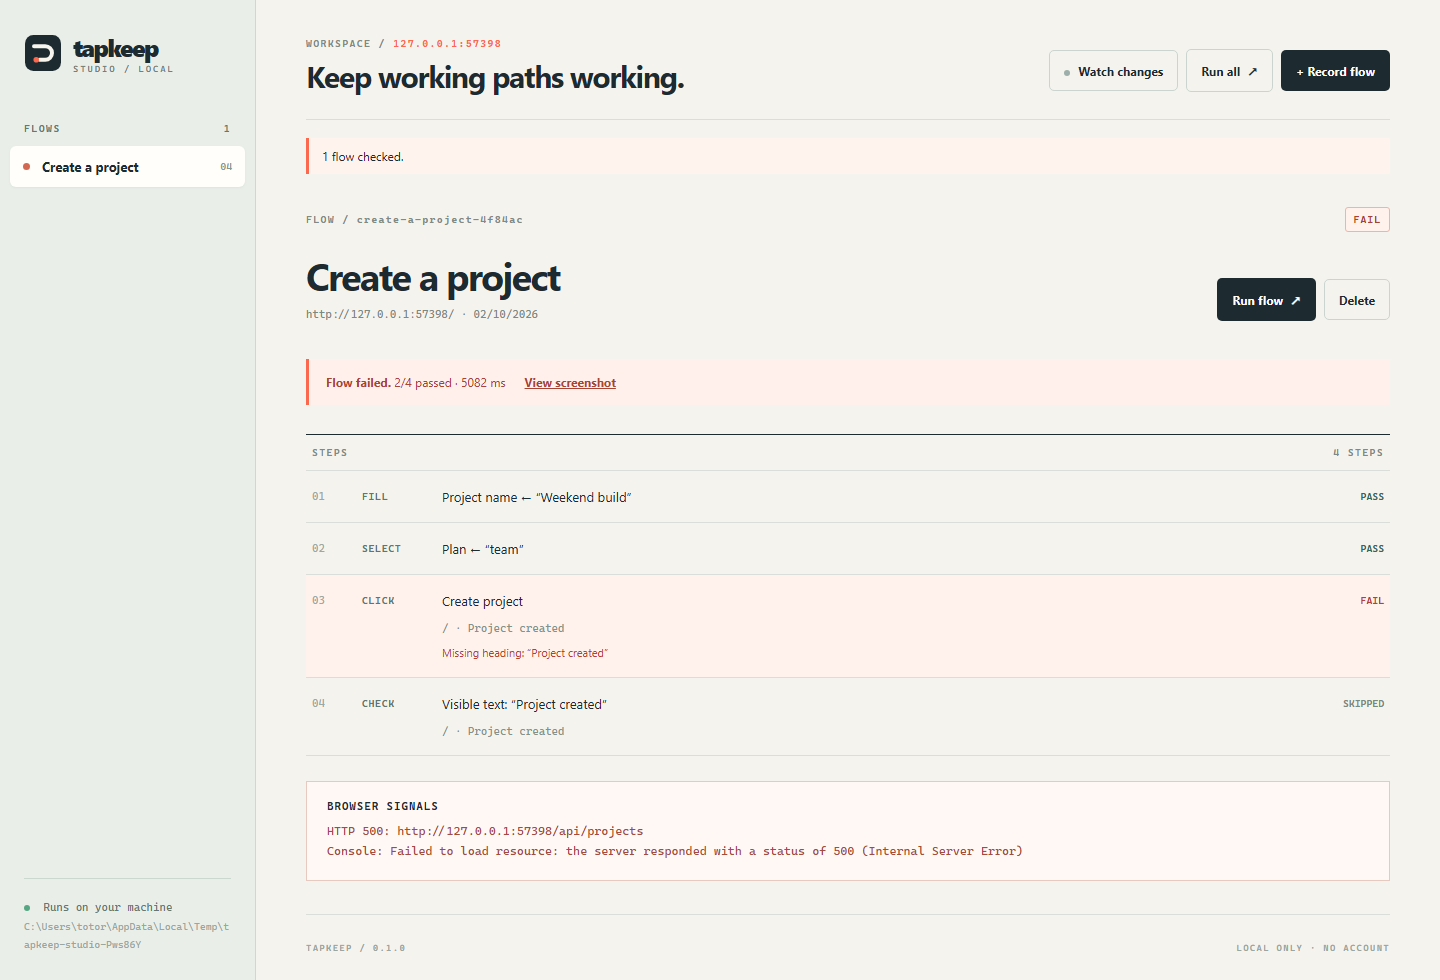 tapkeep
STUDIO / LOCAL
FLOWS 1
Create a project 04
Runs on your machine
C:\Users\totor\AppData\Local\Temp\t
apkeep-studio-Pws86Y
WORKSPACE / 127.0.0.1:57398
Keep working paths working.
Watch changes
Run all ↗
+ Record flow
1 flow checked.
FLOW / create-a-project-4f84ac
FAIL
Create a project
http://127.0.0.1:57398/ · 02/10/2026
Run flow ↗
Delete
Flow failed. 2/4 passed · 5082 ms View screenshot
STEPS 4 STEPS
01 FILL Project name ← “Weekend build” PASS
02 SELECT Plan ← “team” PASS
03 CLICK Create project FAIL
/ · Project created
Missing heading: “Project created”
04 CHECK Visible text: “Project created” SKIPPED
/ · Project created
BROWSER SIGNALS
HTTP 500: http://127.0.0.1:57398/api/projects
Console: Failed to load resource: the server responded with a status of 500 (Internal Server Error)
TAPKEEP / 0.1.0
LOCAL ONLY · NO ACCOUNT